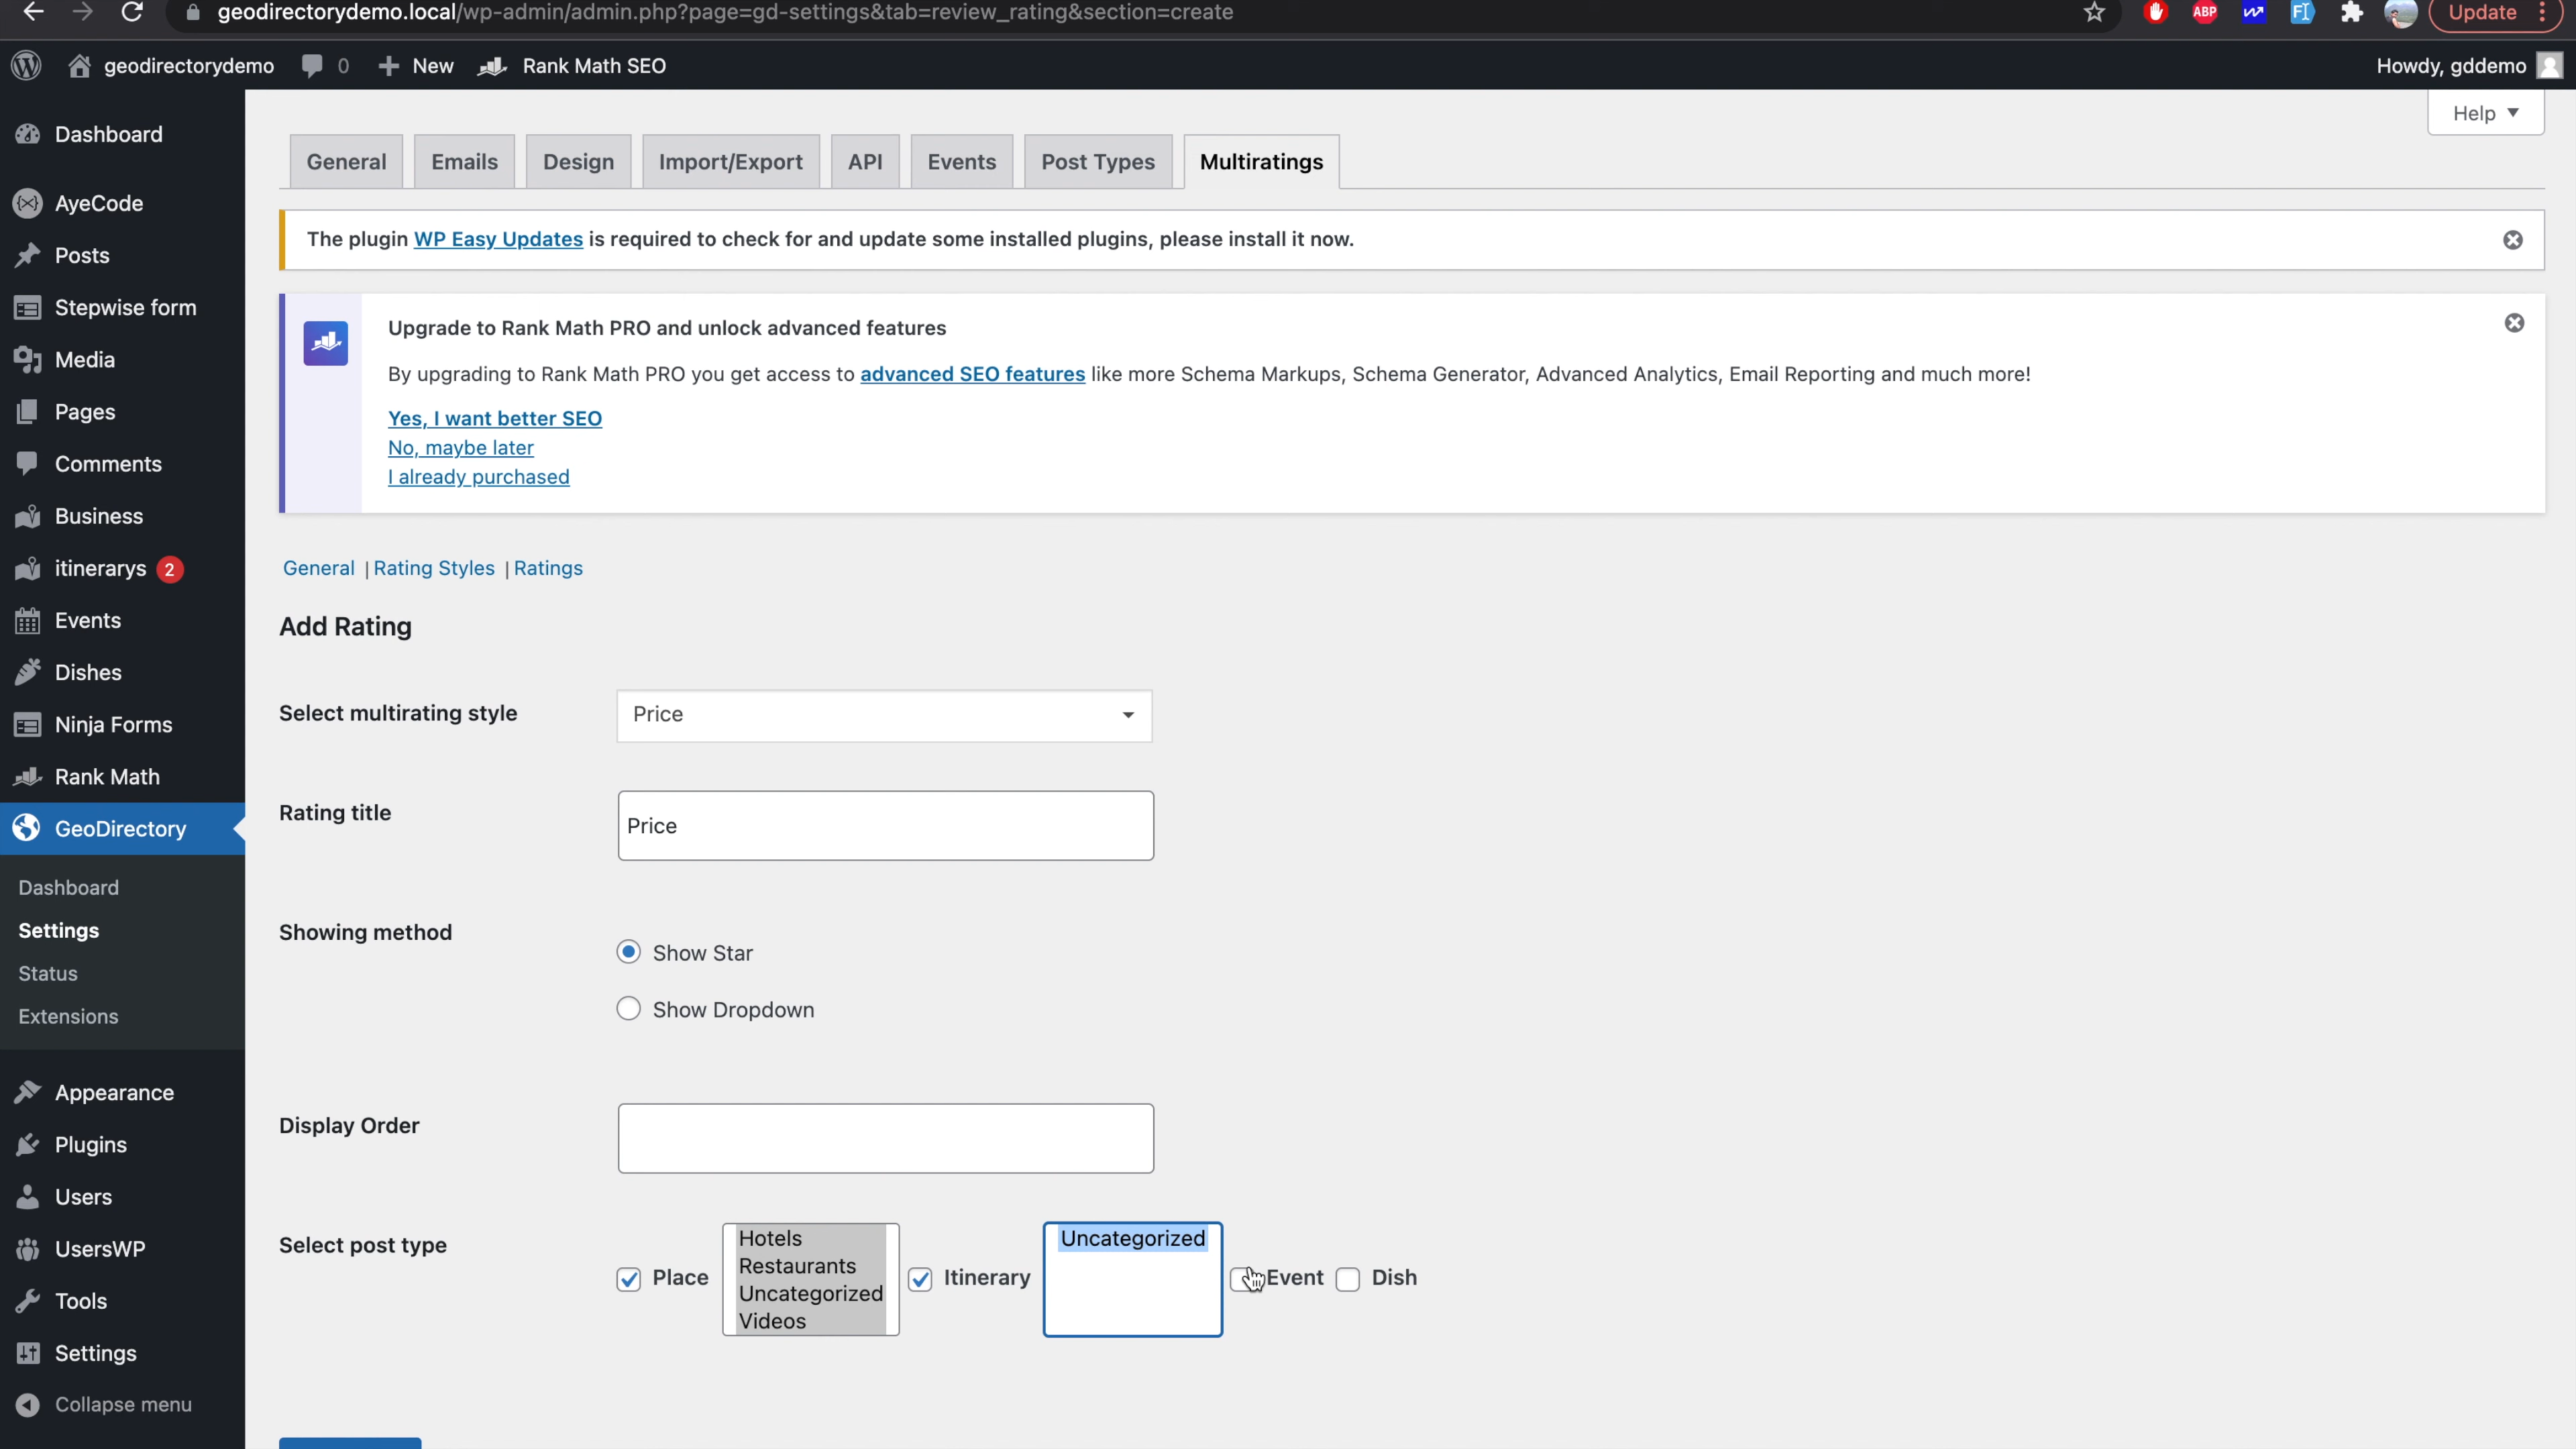 geodirectorydemo.local/wp-admin/admin.php?page=gd-settings&tab=review_rating&section=create
ABP
Update
geodirectorydemo
0
New
Rank Math SEO
Howdy, gddemo
Help
Dashboard
AyeCode
Posts
Stepwise form
Media
Pages
Comments
Business
itinerarys 2
Events
Dishes
Ninja Forms
Rank Math
GeoDirectory
Dashboard
Settings
Status
Extensions
Appearance
Plugins
Users
UsersWP
Tools
Settings
Collapse menu
General
Emails
Design
Import/Export
API
Events
Post Types
Multiratings
The plugin WP Easy Updates is required to check for and update some installed plugins, please install it now.
Upgrade to Rank Math PRO and unlock advanced features
By upgrading to Rank Math PRO you get access to advanced SEO features like more Schema Markups, Schema Generator, Advanced Analytics, Email Reporting and much more!
Yes, I want better SEO
No, maybe later
I already purchased
General | Rating Styles | Ratings
Add Rating
Select multirating style
Price
Rating title
Price
Showing method
Show Star
Show Dropdown
Display Order
Select post type
Place
Hotels
Restaurants
Uncategorized
Videos
Itinerary
Uncategorized
Event
Dish